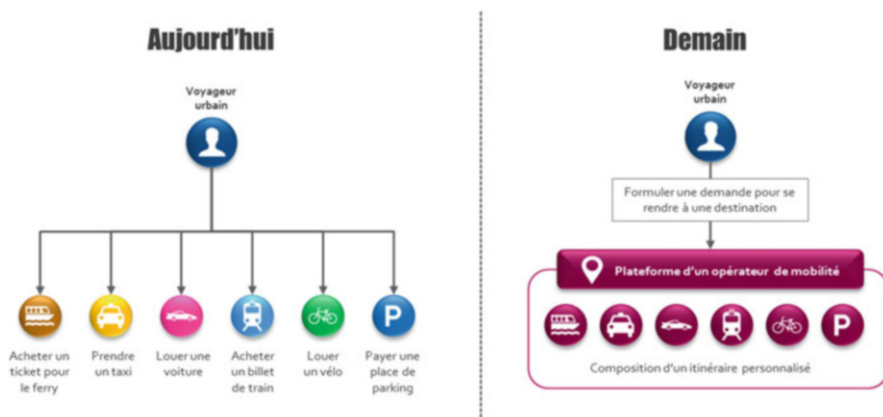 Aujourd'hui
Voyageur
urbain
Acheter un
ticket pour
le ferry
Prendre
un taxi
Louer une
voiture
Acheter
un billet
de train
Louer
un vélo
P
Payer une
place de
parking
Demain
Voyageur
urbain
Formuler une demande pour se
rendre à une destination
Plateforme d'un opérateur de mobilité
P
Composition d'un itinéraire personnalisé